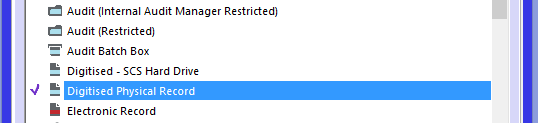 Audit (Internal Audit Manager Restricted)
Audit (Restricted)
Audit Batch Box
Digitised - SCS Hard Drive
Digitised Physical Record
Electronic Record